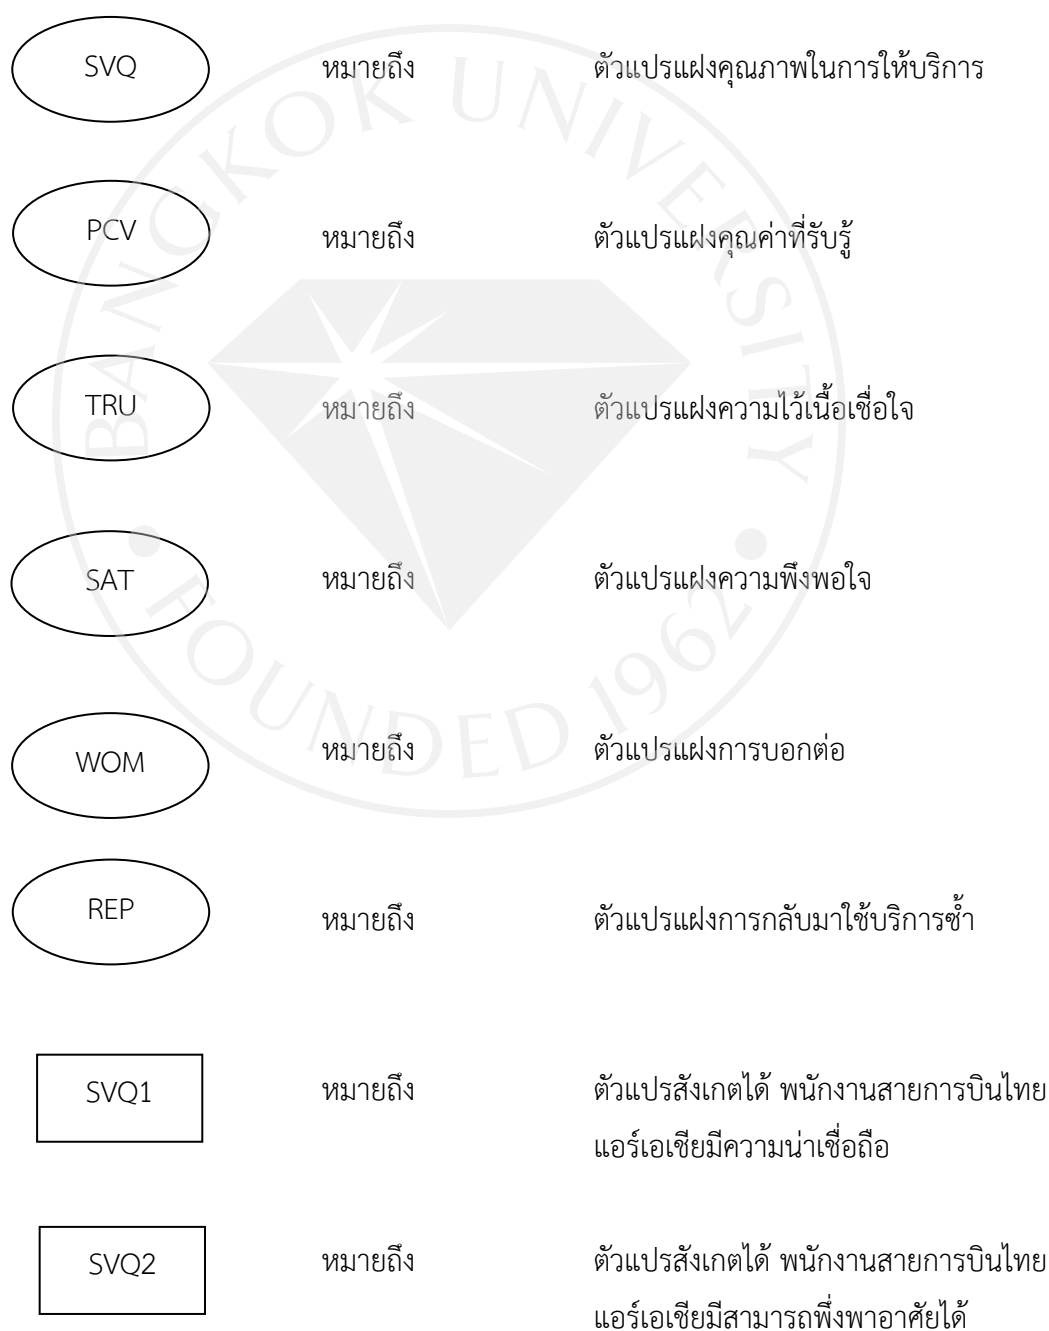 SVQ หมายถึง ตัวแปรแฝงคุณภาพในการให้บริการ
PCV หมายถึง ตัวแปรแฝงคุณค่าที่รับรู้
TRU หมายถึง ตัวแปรแฝงความไว้เนื้อเชื่อใจ
SAT หมายถึง ตัวแปรแฝงความพึงพอใจ
WOM หมายถึง ตัวแปรแฝงการบอกต่อ
REP หมายถึง ตัวแปรแฝงการกลับมาใช้บริการซ้ำ
SVQ1 หมายถึง ตัวแปรสังเกตได้ พนักงานสายการบินไทย
แอร์เอเชียมีความน่าเชื่อถือ
SVQ2 หมายถึง ตัวแปรสังเกตได้ พนักงานสายการบินไทย
แอร์เอเชียมีสามารถพึ่งพาอาศัยได้
BANGKOK UNIVERSITY
FOUNDED 1962